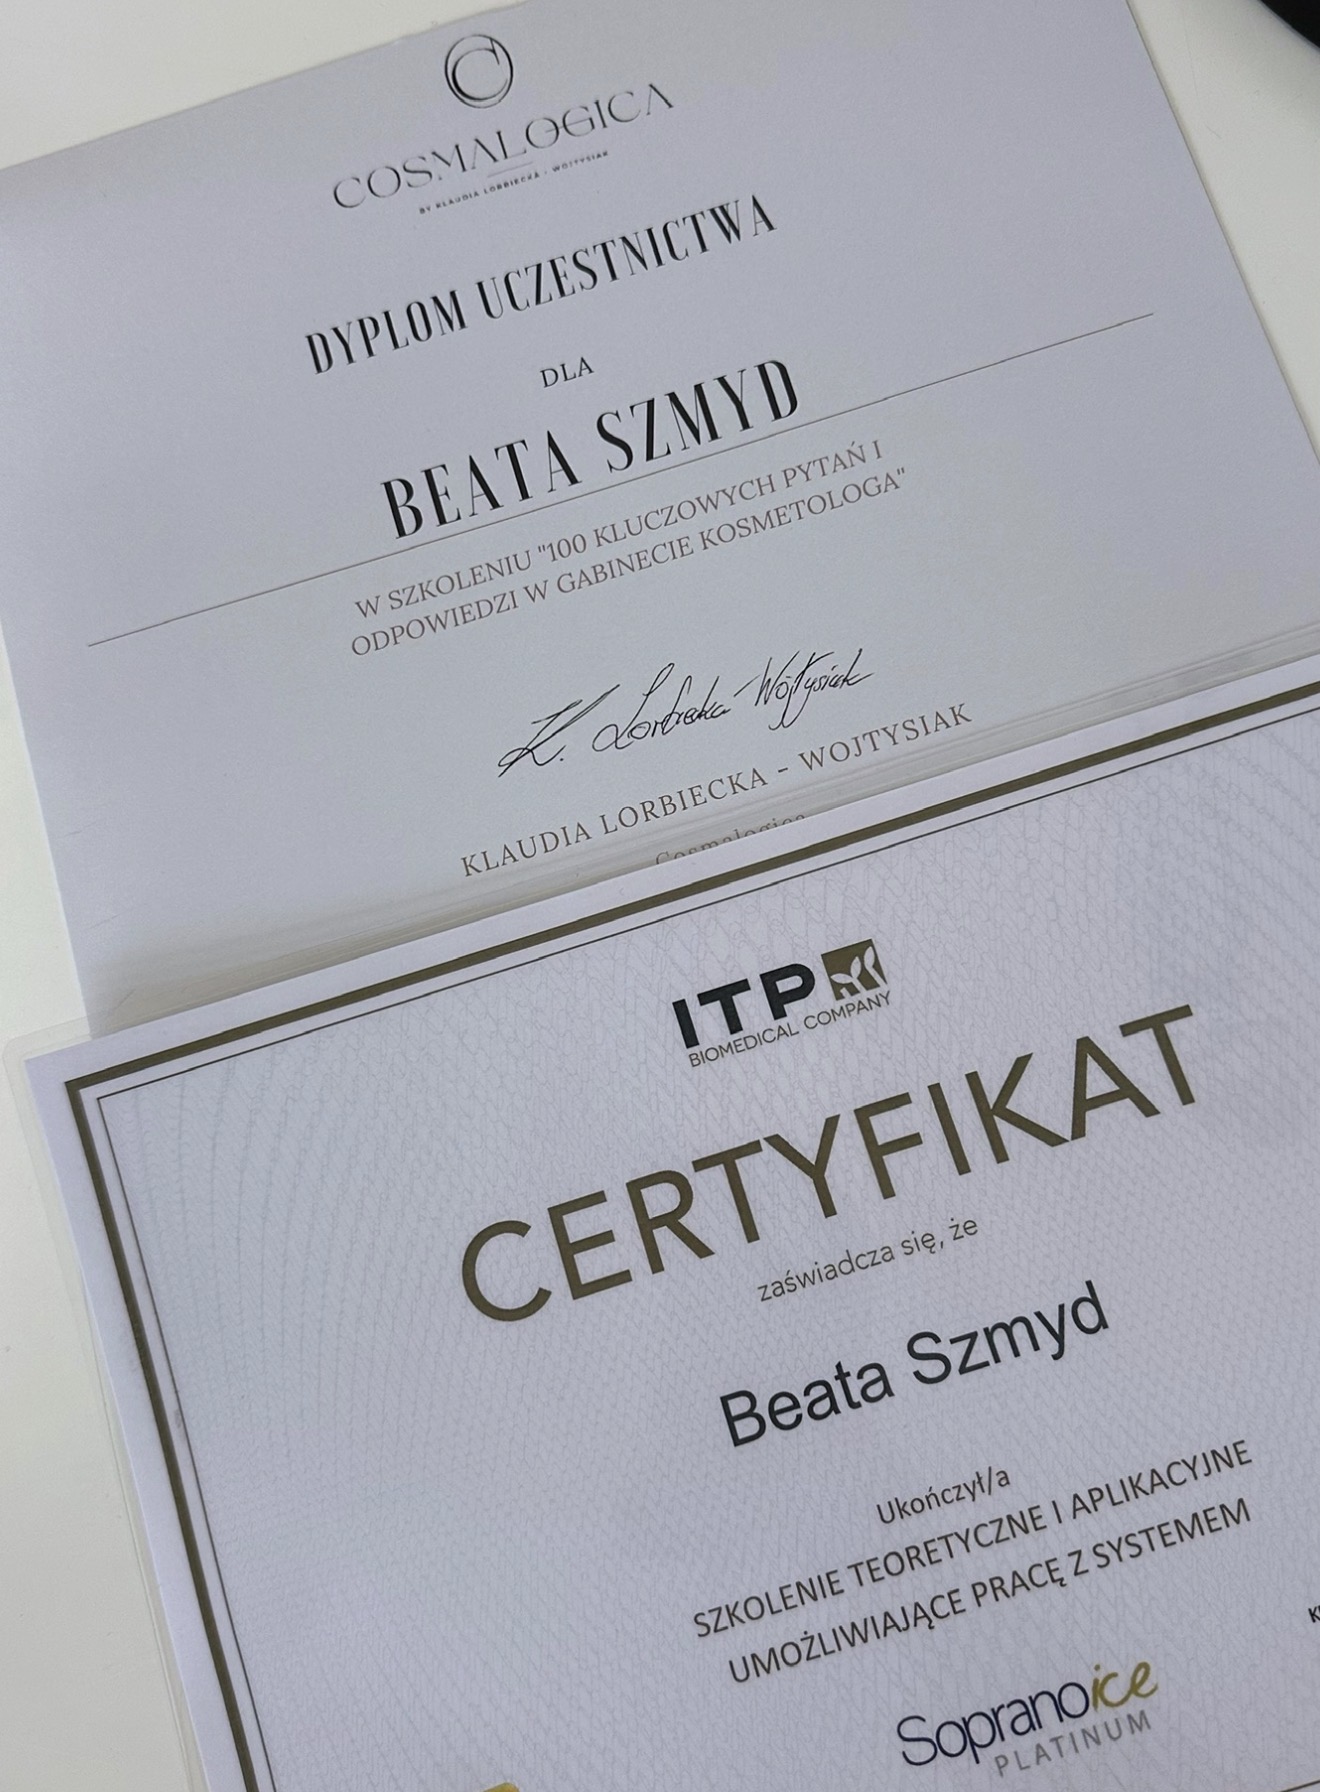 C
COSMALOGICA
BY KLAUDIA LORBIECKA - WOJTYSIAK
DYPLOM UCZESTNICTWA
DLA
BEATA SZMYD
W SZKOLENIU "100 KLUCZOWYCH PYTAŃ I
ODPOWIEDZI W GABINECIE KOSMETOLOGA"
K. Lorbiecka-Wojtysiak
KLAUDIA LORBIECKA - WOJTYSIAK
Cosmalogica
ITP
BIOMEDICAL COMPANY
CERTYFIKAT
zaświadcza się, że
Beata Szmyd
Ukończył/a
SZKOLENIE TEORETYCZNE I APLIKACYJNE
UMOŻLIWIAJĄCE PRACĘ Z SYSTEMEM
Sopranoice
PLATINUM